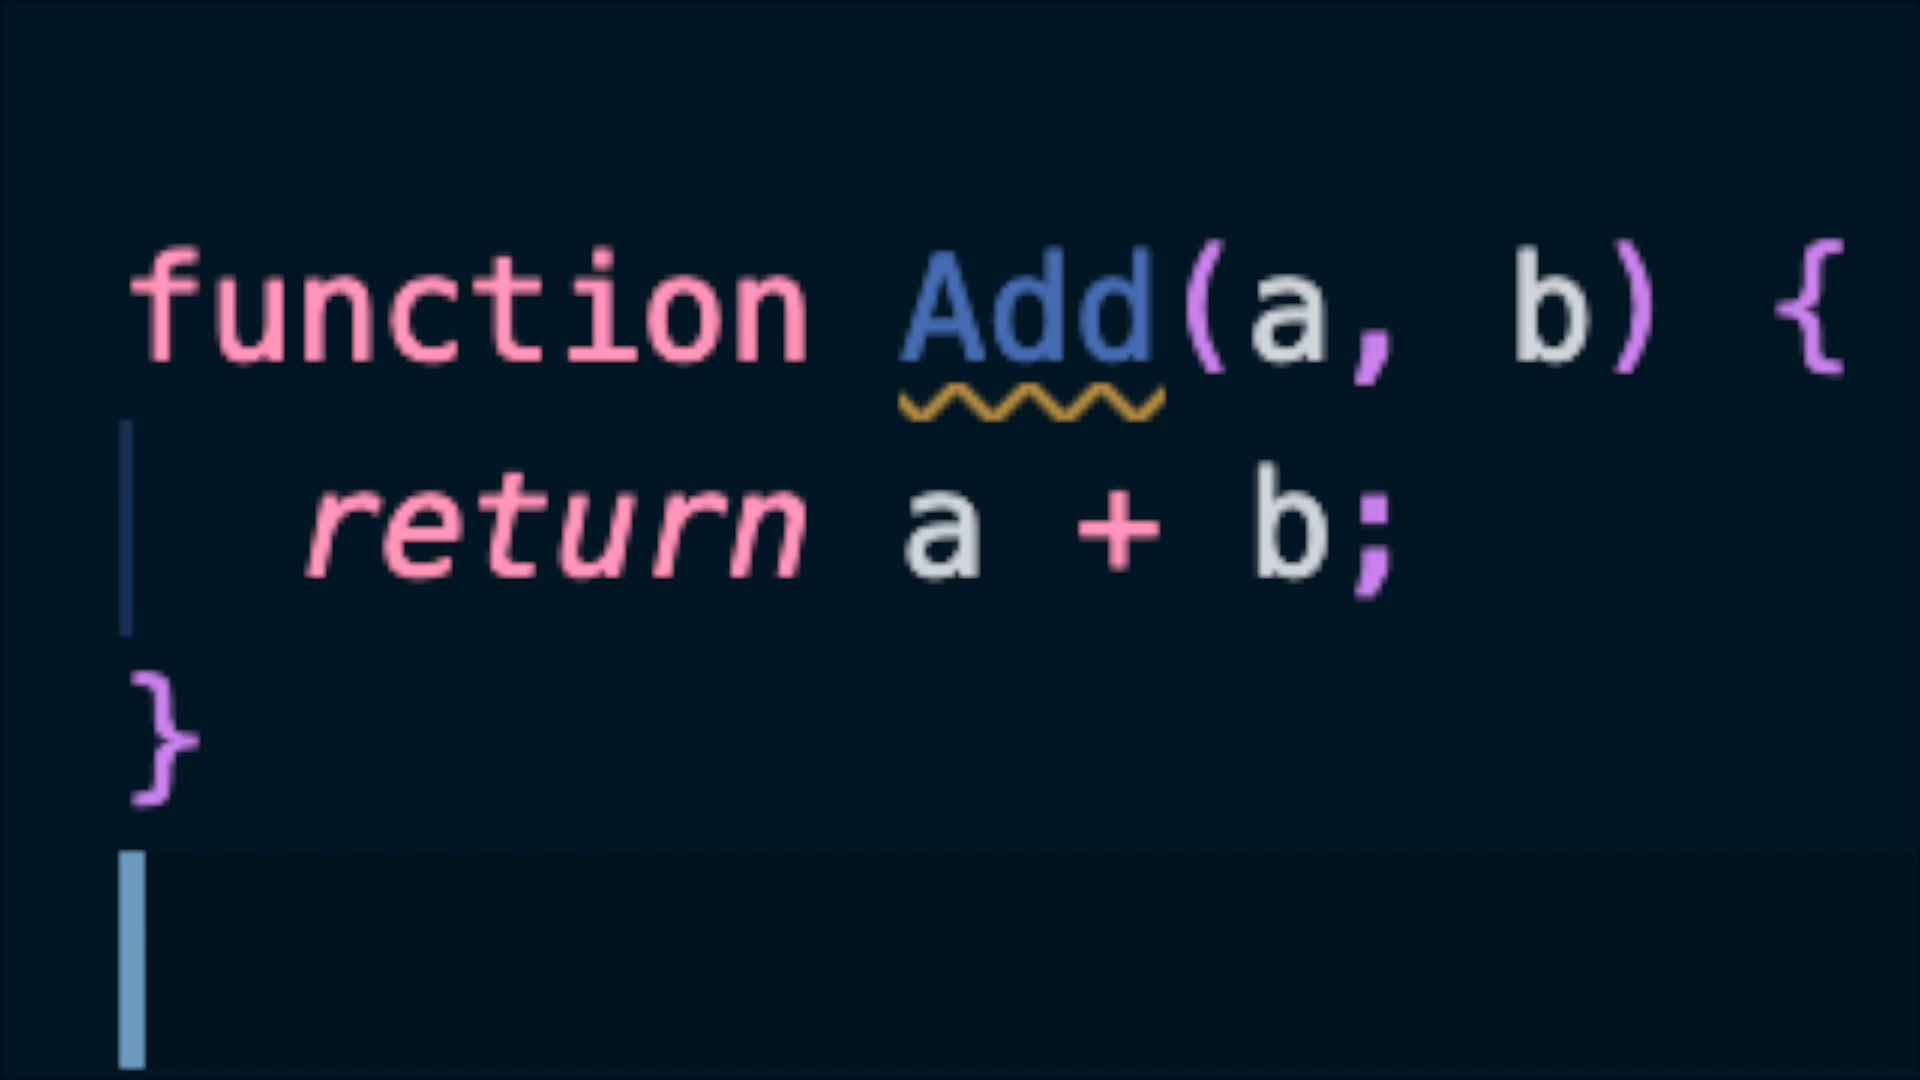 function Add(a, b) {
  return a + b;
}